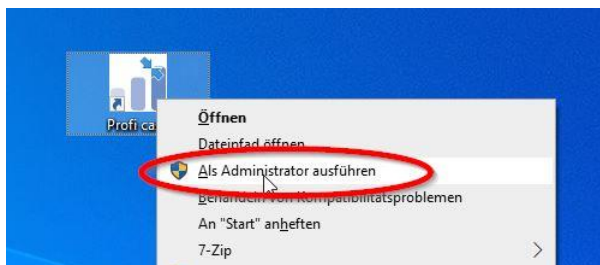 Profi ca
Öffnen
Dateipfad öffnen
Als Administrator ausführen
Behandeln von Kompatibilitätsproblemen
An "Start" anheften
7-Zip